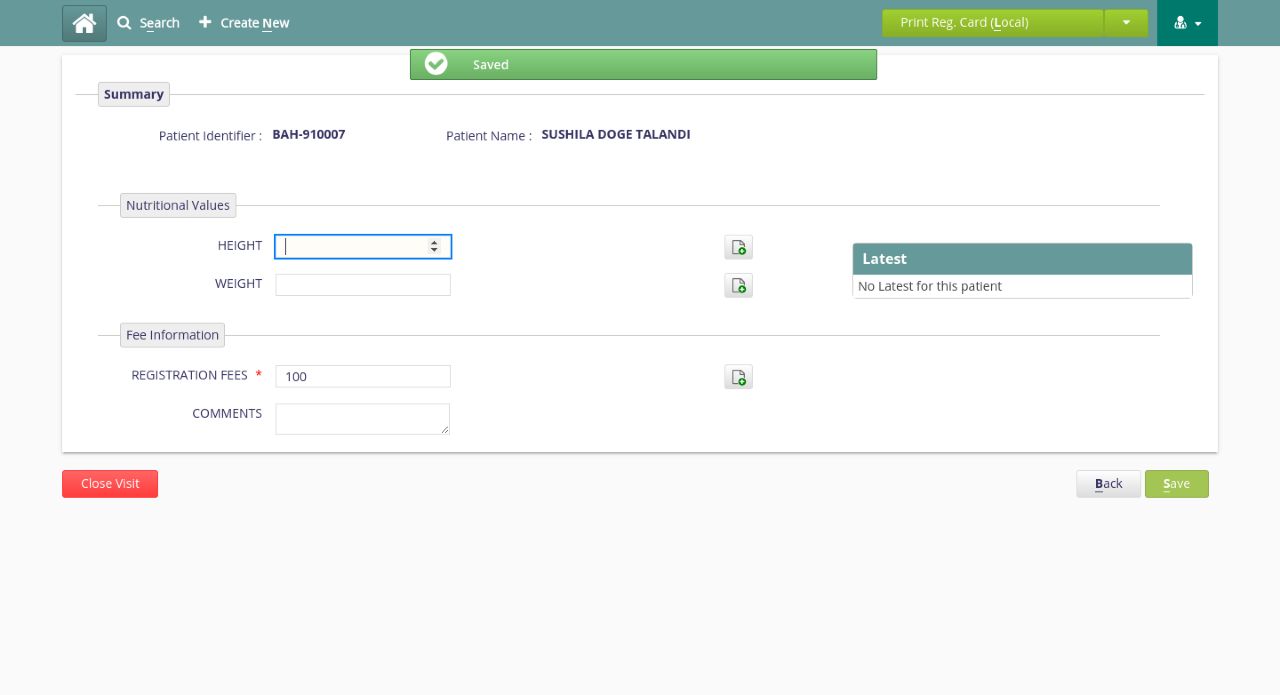 Search Create New Print Reg. Card (Local)
Saved
Summary
Patient Identifier : BAH-910007 Patient Name : SUSHILA DOGE TALANDI
Nutritional Values
HEIGHT
Latest
WEIGHT No Latest for this patient
Fee Information
REGISTRATION FEES * 100
COMMENTS
Close Visit Back Save